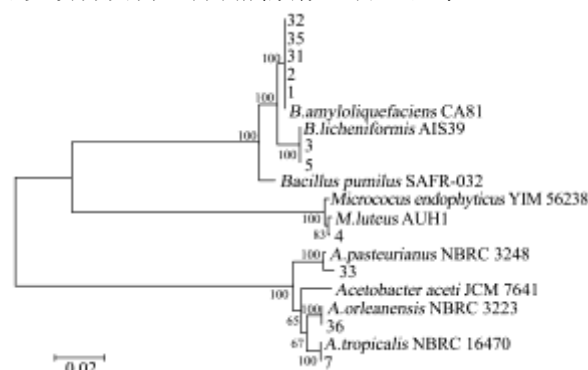 32
35
31
2
1
100
B.amyloliquefaciens CA81
100
B.licheniformis AIS39
3
100
5
100
Bacillus pumilus SAFR-032
Micrococus endophyticus YIM 56238
100
M.luteus AUH1
83
4
100
A.pasteurianus NBRC 3248
33
100
Acetobacter aceti JCM 7641
100
A.orleanensis NBRC 3223
65
36
67
A.tropicalis NBRC 16470
100
7
0.02